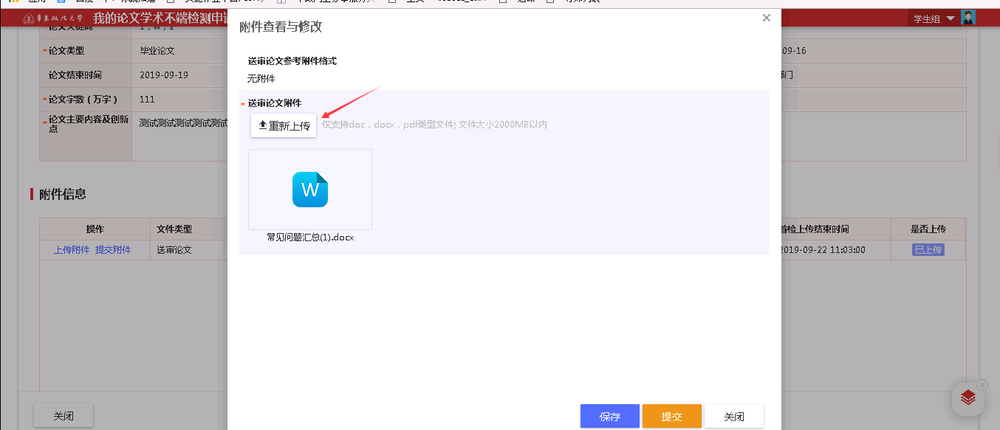 华东政法大学 我的论文学术不端检测申
学生组
附件查看与修改
送审论文参考附件格式
无附件
*送审论文附件
重新上传 仅支持doc，docx，pdf类型文件; 文件大小2000MB以内
常见问题汇总(1).docx
保存 提交 关闭
*论文类型 毕业论文
09-16
论文结束时间 2019-09-19
部门
*论文字数（万字） 111
*论文主要内容及创新点 测试测试测试测试测试
附件信息
操作 文件类型
首检上传结束时间 是否上传
上传附件 提交附件 送审论文
2019-09-22 11:03:00 已上传
关闭